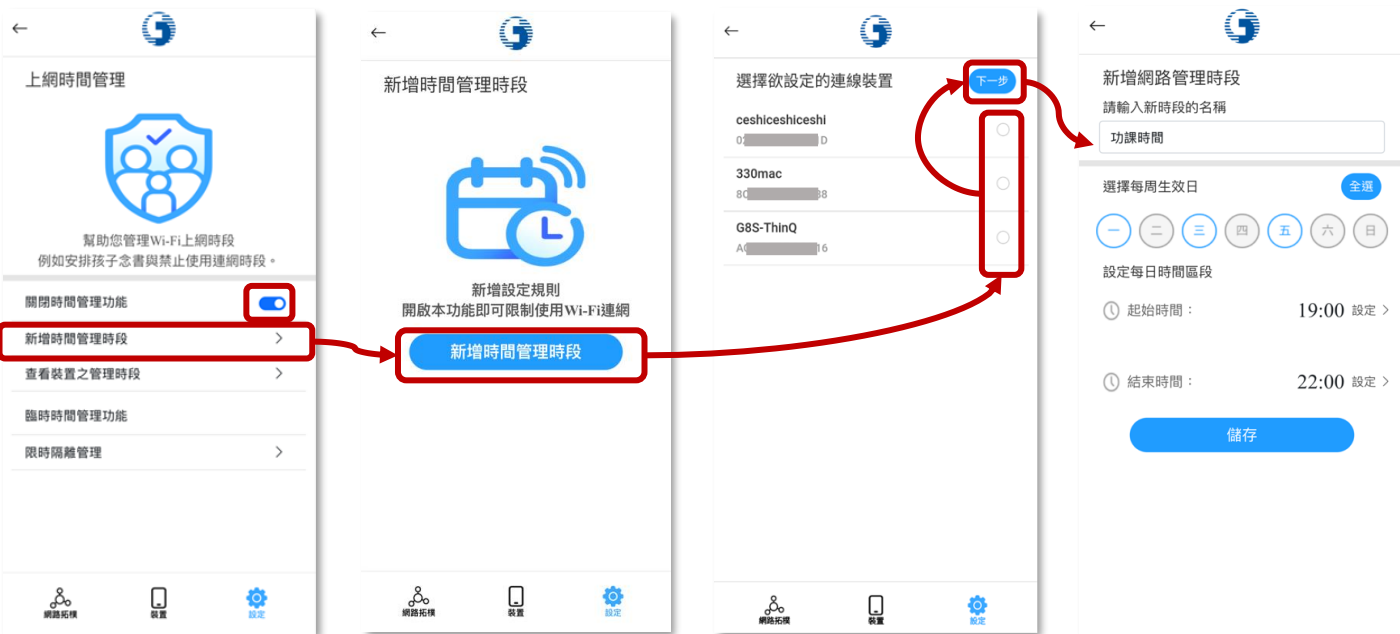 上網時間管理
幫助您管理Wi-Fi上網時段
例如安排孩子念書與禁止使用連網時段。
關閉時間管理功能
新增時間管理時段
查看裝置之管理時段
臨時時間管理功能
限時隔離管理
網路拓樸
裝置
設定
新增時間管理時段
新增設定規則
開啟本功能即可限制使用Wi-Fi連網
新增時間管理時段
網路拓樸
裝置
設定
選擇欲設定的連線裝置
下一步
ceshiceshiceshi
02 D
330mac
80 38
G8S-ThinQ
A0 16
網路拓樸
裝置
設定
新增網路管理時段
請輸入新時段的名稱
功課時間
選擇每周生效日
全選
一 二 三 四 五 六 日
設定每日時間區段
起始時間： 19:00 設定
結束時間： 22:00 設定
儲存